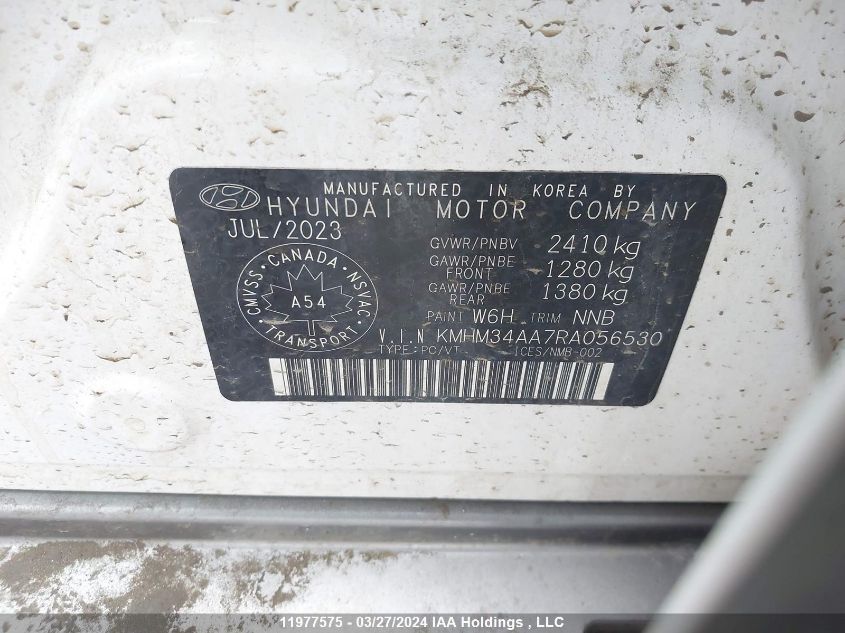 MANUFACTURED IN KOREA BY
HYUNDAI MOTOR COMPANY
JUL/2023
GVWR/PNBV 2410 kg
GAWR/PNBE FRONT 1280 kg
GAWR/PNBE REAR 1380 kg
PAINT W6H TRIM NNB
V.I.N KMHM34AA7RA056530
TYPE:PC/VT ICES/NMB-002
CMVSS · CANADA · NSVAC
A54
· TRANSPORT ·
11977575 - 03/27/2024 IAA Holdings , LLC